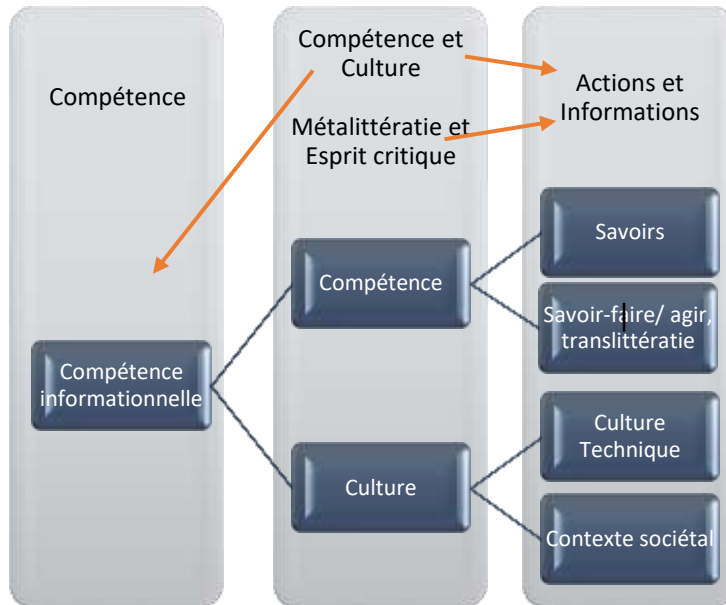 Compétence
Compétence et
Culture
Métalittératie et
Esprit critique
Actions et
Informations
Compétence
informationnelle
Compétence
Culture
Savoirs
Savoir-faire/ agir,
translittératie
Culture
Technique
Contexte sociétal